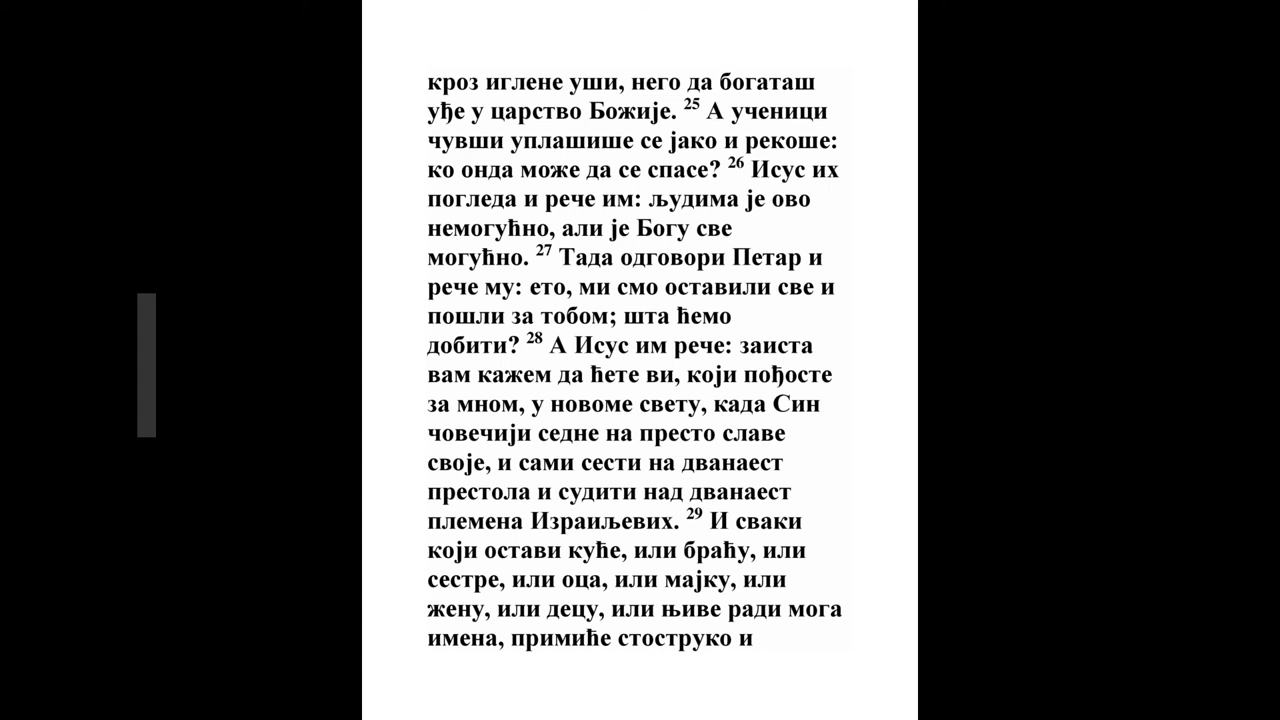 кроз иглене уши, него да богаташ
уђе у царство Божије. 25 А ученици
чувши уплашише се јако и рекоше:
ко онда може да се спасе? 26 Исус их
погледа и рече им: људима је ово
немогућно, али је Богу све
могућно. 27 Тада одговори Петар и
рече му: ето, ми смо оставили све и
пошли за тобом; шта ћемо
добити? 28 А Исус им рече: заиста
вам кажем да ћете ви, који пођосте
за мном, у новоме свету, када Син
човечији седне на престо славе
своје, и сами сести на дванаест
престола и судити над дванаест
племена Израиљевих. 29 И сваки
који остави куће, или браћу, или
сестре, или оца, или мајку, или
жену, или децу, или њиве ради мога
имена, примиће стоструко и